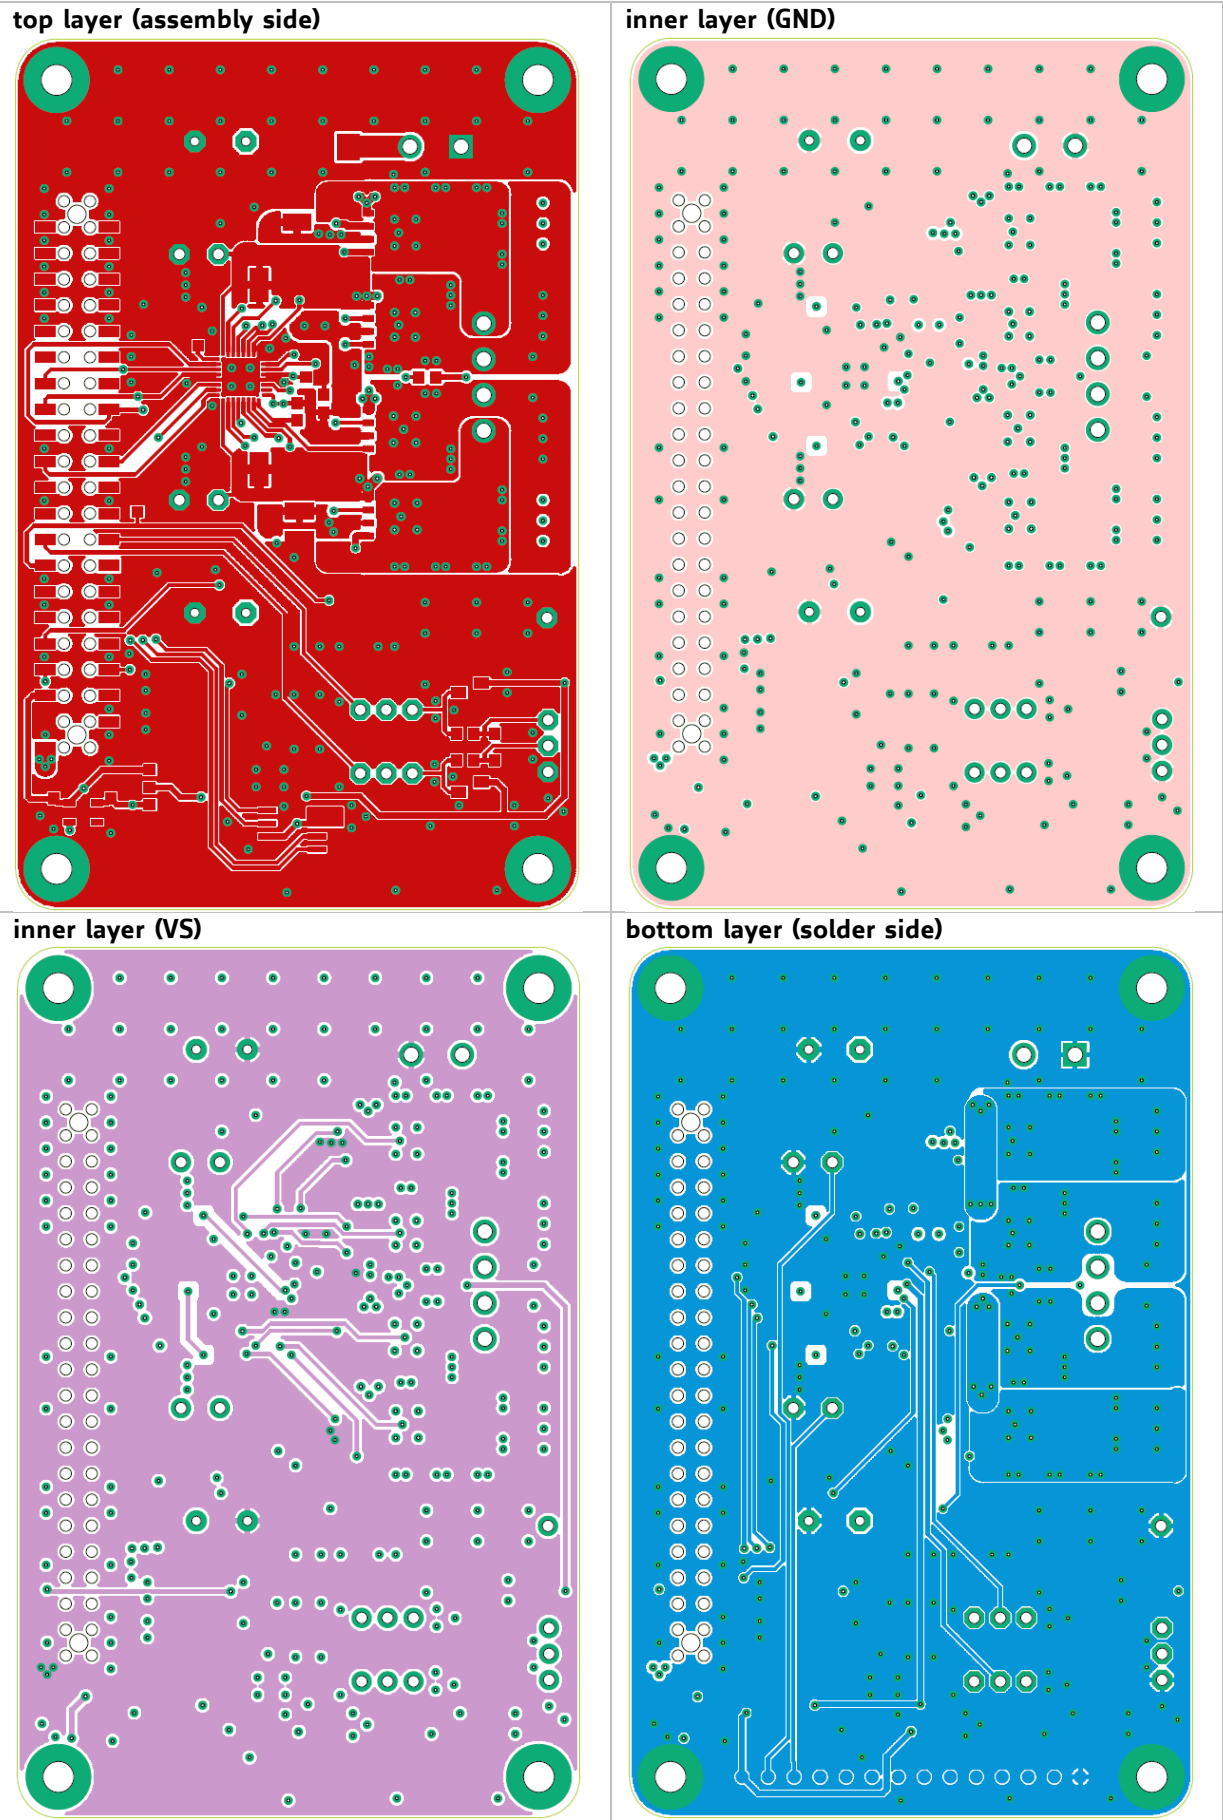 top layer (assembly side)
inner layer (GND)
inner layer (VS)
bottom layer (solder side)